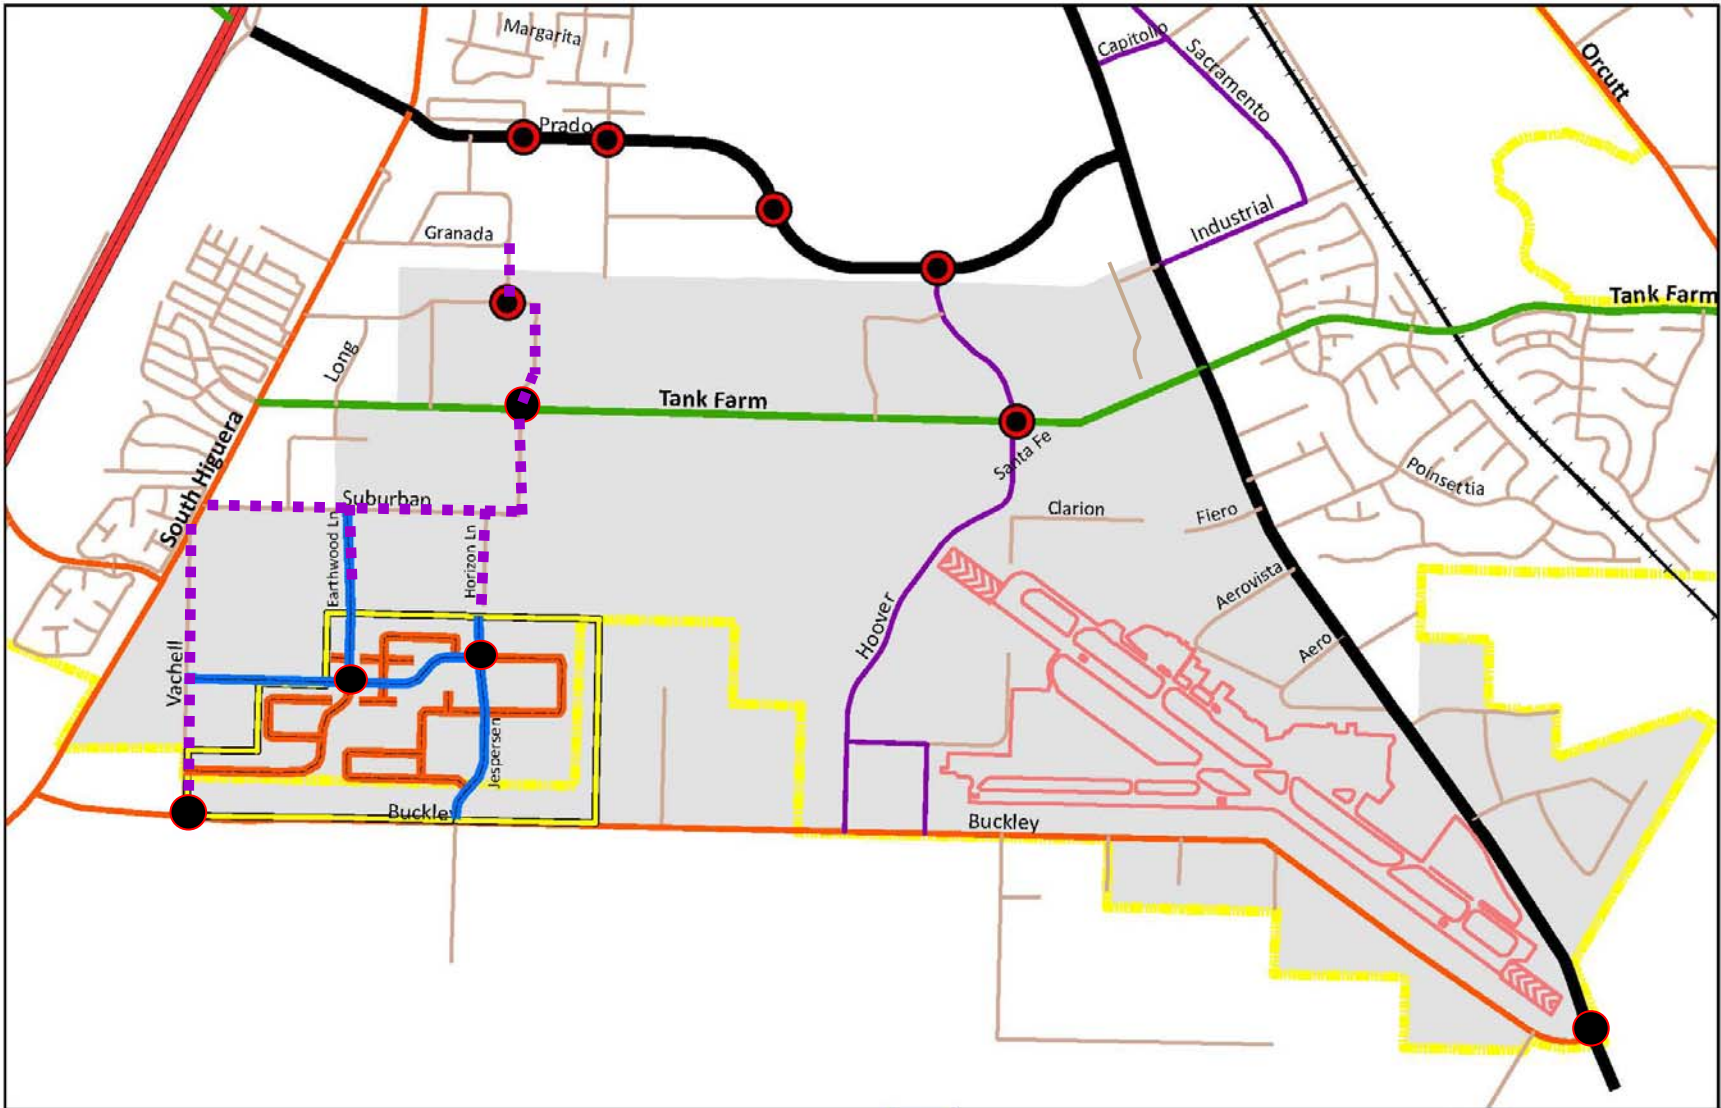 Margarita
Capitolio
Sacramento
Orcutt
Prado
Industrial
Granada
Tank Farm
Long
Tank Farm
South Higuera
Santa Fe
Poinsettia
Suburban
Clarion
Fiero
Earthwood Ln
Horizon Ln
Aerovista
Hoover
Aero
Vachell
Jespersen
Buckley
Buckley